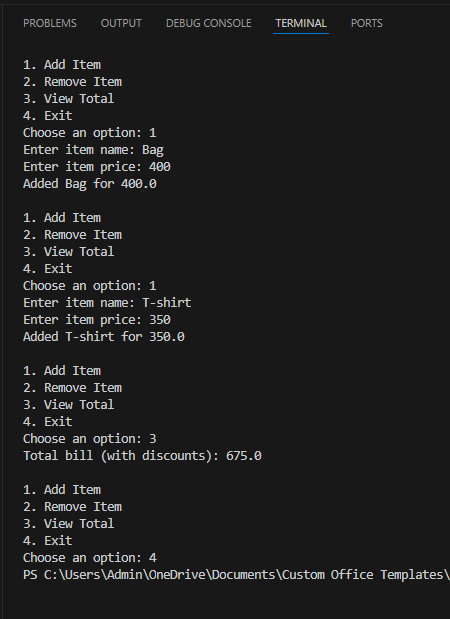 PROBLEMS OUTPUT DEBUG CONSOLE TERMINAL PORTS
1. Add Item
2. Remove Item
3. View Total
4. Exit
Choose an option: 1
Enter item name: Bag
Enter item price: 400
Added Bag for 400.0
1. Add Item
2. Remove Item
3. View Total
4. Exit
Choose an option: 1
Enter item name: T-shirt
Enter item price: 350
Added T-shirt for 350.0
1. Add Item
2. Remove Item
3. View Total
4. Exit
Choose an option: 3
Total bill (with discounts): 675.0
1. Add Item
2. Remove Item
3. View Total
4. Exit
Choose an option: 4
PS C:\Users\Admin\OneDrive\Documents\Custom Office Templates\